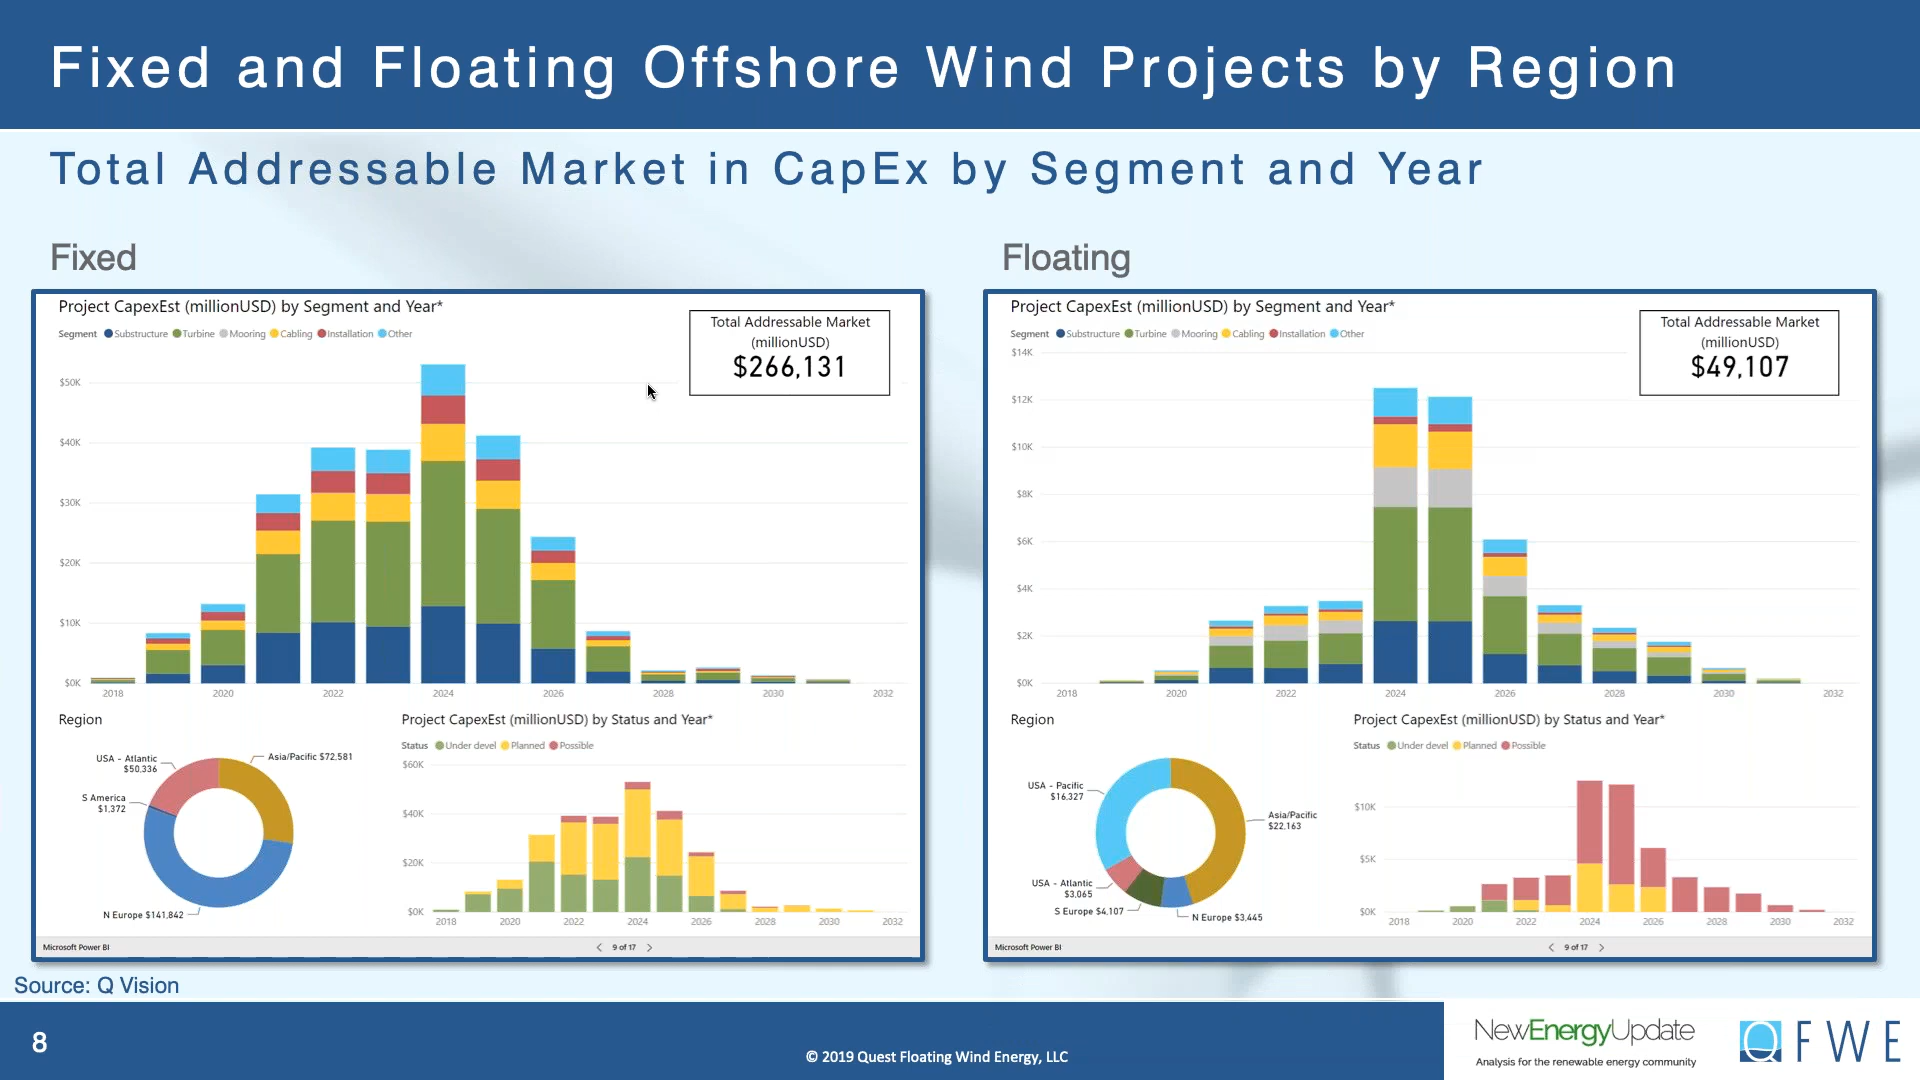 Fixed and Floating Offshore Wind Projects by Region
Total Addressable Market in CapEx by Segment and Year
Fixed
Project CapexEst (millionUSD) by Segment and Year*
Segment Substructure Turbine Mooring Cabling Installation Other
Total Addressable Market
(millionUSD)
$266,131
$50K
$40K
$30K
$20K
$10K
$0K
2018 2020 2022 2024 2026 2028 2030 2032
Region
USA - Atlantic
$50,336
Asia/Pacific $72,581
S America
$1,372
N Europe $141,842
Project CapexEst (millionUSD) by Status and Year*
Status Under devel Planned Possible
$60K
$40K
$20K
$0K
2018 2020 2022 2024 2026 2028 2030 2032
Microsoft Power BI
9 of 17
Floating
Project CapexEst (millionUSD) by Segment and Year*
Segment Substructure Turbine Mooring Cabling Installation Other
Total Addressable Market
(millionUSD)
$49,107
$14K
$12K
$10K
$8K
$6K
$4K
$2K
$0K
2018 2020 2022 2024 2026 2028 2030 2032
Region
USA - Pacific
$16,327
Asia/Pacific
$22,163
USA - Atlantic
$3,065
S Europe $4,107
N Europe $3,445
Project CapexEst (millionUSD) by Status and Year*
Status Under devel Planned Possible
$10K
$5K
$0K
2018 2020 2022 2024 2026 2028 2030 2032
Microsoft Power BI
9 of 17
Source: Q Vision
8
© 2019 Quest Floating Wind Energy, LLC
NewEnergyUpdate
Analysis for the renewable energy community
Q FWE